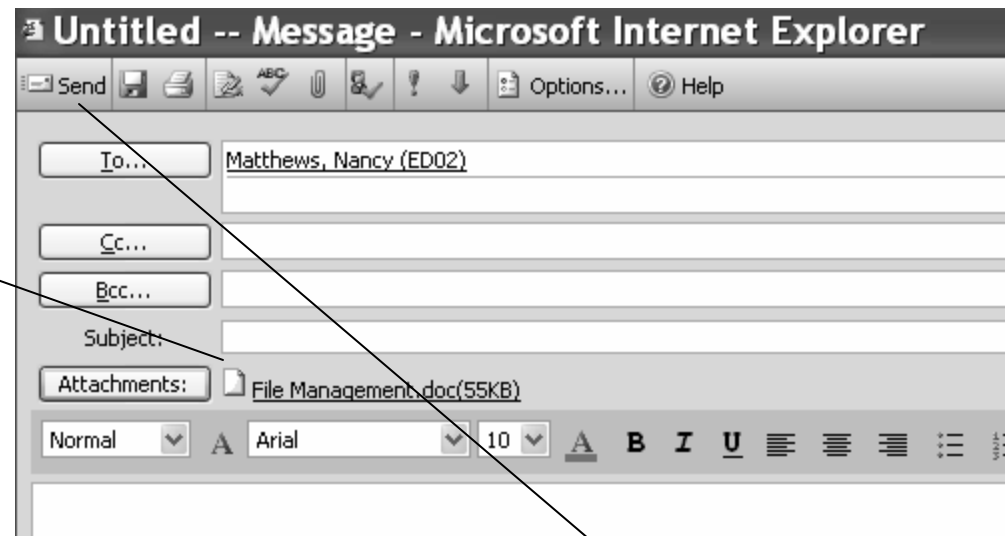 Untitled -- Message - Microsoft Internet Explorer
Send ABC Options... Help
To... Matthews, Nancy (ED02)
Cc...
Bcc...
Subject:
Attachments: File Management.doc(55KB)
Normal A Arial 10 A B I U